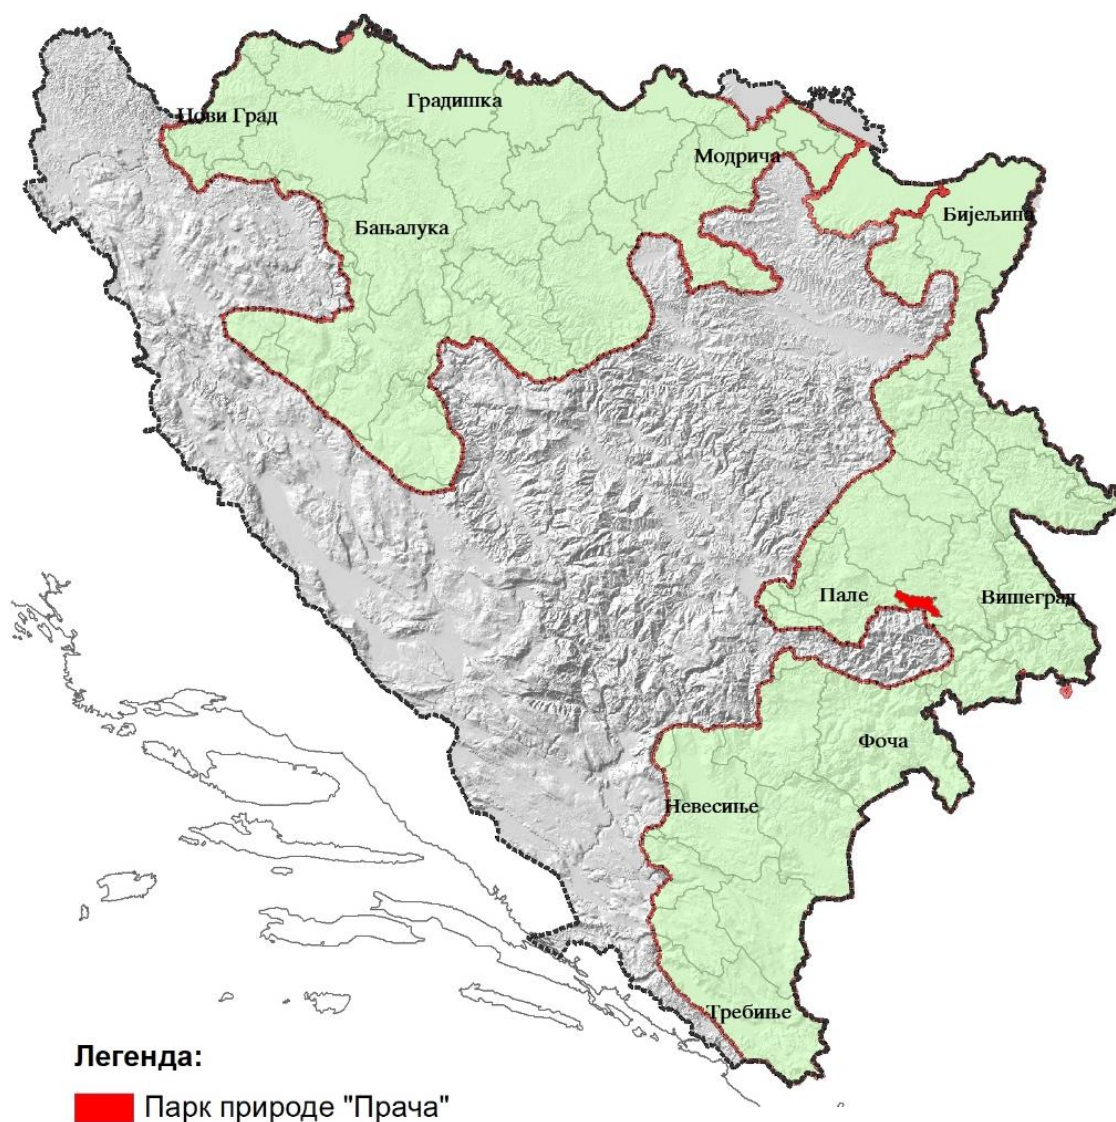 Нови Град
Градишка
Модрича
Бањалука
Бијељина
Пале
Вишеград
Фоча
Невесиње
Требиње
Легенда:
Парк природе "Прача"